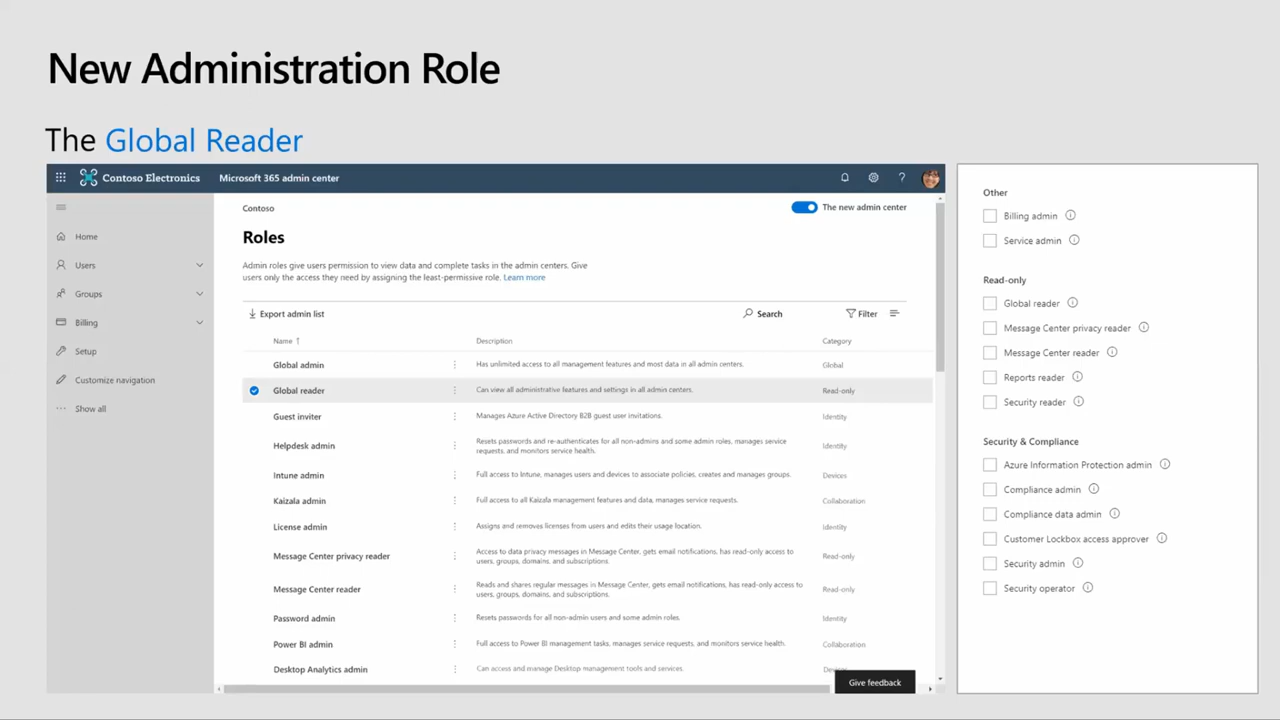 New Administration Role
The Global Reader
Contoso Electronics Microsoft 365 admin center ?
Contoso The new admin center
Roles
Home
Users
Groups
Billing
Setup
Customize navigation
Show all
Admin roles give users permission to view data and complete tasks in the admin centers. Give
users only the access they need by assigning the least-permissive role. Learn more
Export admin list Search Filter
Name ↑ Description Category
Global admin Has unlimited access to all management features and most data in all admin centers. Global
Global reader Can view all administrative features and settings in all admin centers. Read-only
Guest inviter Manages Azure Active Directory B2B guest user invitations. Identity
Helpdesk admin Resets passwords and re-authenticates for all non-admins and some admin roles, manages service Identity
requests, and monitors service health.
Intune admin Full access to Intune, manages users and devices to associate policies, creates and manages groups. Devices
Kaizala admin Full access to all Kaizala management features and data, manages service requests. Collaboration
License admin Assigns and removes licenses from users and edits their usage location. Identity
Message Center privacy reader Access to data privacy messages in Message Center, gets email notifications, has read-only access to Read-only
users, groups, domains, and subscriptions.
Message Center reader Reads and shares regular messages in Message Center, gets email notifications, has read-only access to Read-only
users, groups, domains, and subscriptions.
Password admin Resets passwords for all non-admin users and some admin roles. Identity
Power BI admin Full access to Power BI management tasks, manages service requests, and monitors service health. Collaboration
Desktop Analytics admin Can access and manage Desktop management tools and services.
Give feedback
Other
Billing admin
Service admin
Read-only
Global reader
Message Center privacy reader
Message Center reader
Reports reader
Security reader
Security & Compliance
Azure Information Protection admin
Compliance admin
Compliance data admin
Customer Lockbox access approver
Security admin
Security operator